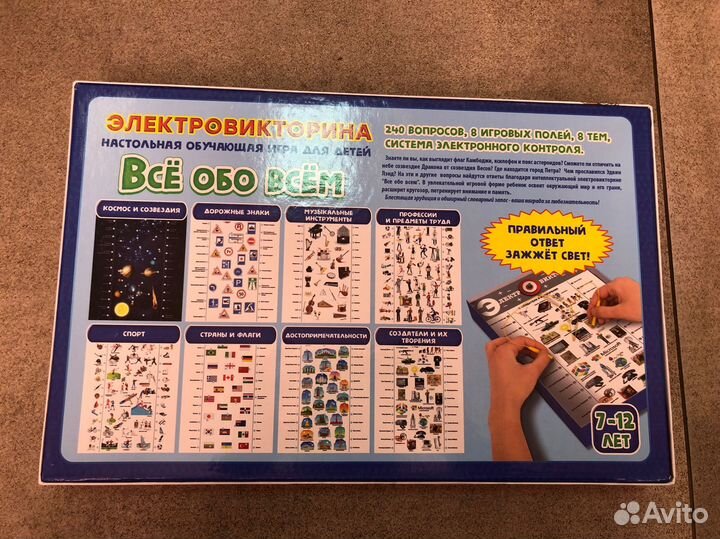 ЭЛЕКТРОВИКТОРИНА
НАСТОЛЬНАЯ ОБУЧАЮЩАЯ ИГРА ДЛЯ ДЕТЕЙ
ВСЁ ОБО ВСЁМ
240 ВОПРОСОВ, 8 ИГРОВЫХ ПОЛЕЙ, 8 ТЕМ,
СИСТЕМА ЭЛЕКТРОННОГО КОНТРОЛЯ.
Знаете ли вы, как выглядит флаг Камбоджи, ксилофон и пояс астероидов? Сможете ли отличить на
небе созвездие Дракона от созвездия Весов? Где находится город Петра? Чем прославился Эдвин
Лэнд? На эти и другие вопросы найдутся ответы благодаря интеллектуальной электровикторине
"Все обо всем". В увлекательной игровой форме ребенок освоит окружающий мир и его грани,
расширит кругозор, потренирует внимание и память.
Блестящая эрудиция и обширный словарный запас - ваша награда за любознательность!
КОСМОС И СОЗВЕЗДИЯ
ДОРОЖНЫЕ ЗНАКИ
МУЗЫКАЛЬНЫЕ
ИНСТРУМЕНТЫ
ПРОФЕССИИ
И ПРЕДМЕТЫ ТРУДА
ПРАВИЛЬНЫЙ
ОТВЕТ
ЗАЖЖЁТ СВЕТ!
СПОРТ
СТРАНЫ И ФЛАГИ
ДОСТОПРИМЕЧАТЕЛЬНОСТИ
СОЗДАТЕЛИ И ИХ
ТВОРЕНИЯ
7-12
ЛЕТ
Avito